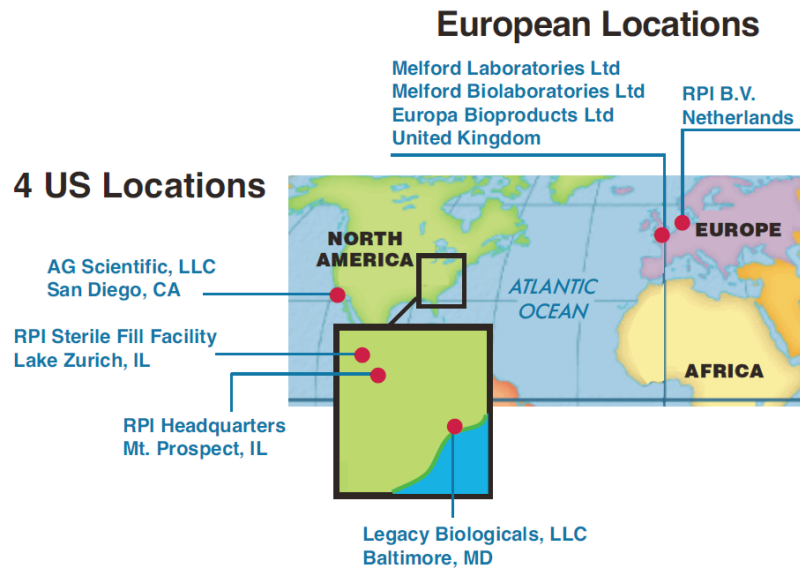 European Locations
Melford Laboratories Ltd
Melford Biolaboratories Ltd
Europa Bioproducts Ltd
United Kingdom
RPI B.V.
Netherlands
4 US Locations
AG Scientific, LLC
San Diego, CA
RPI Sterile Fill Facility
Lake Zurich, IL
RPI Headquarters
Mt. Prospect, IL
Legacy Biologicals, LLC
Baltimore, MD
NORTH
AMERICA
ATLANTIC
OCEAN
EUROPE
AFRICA